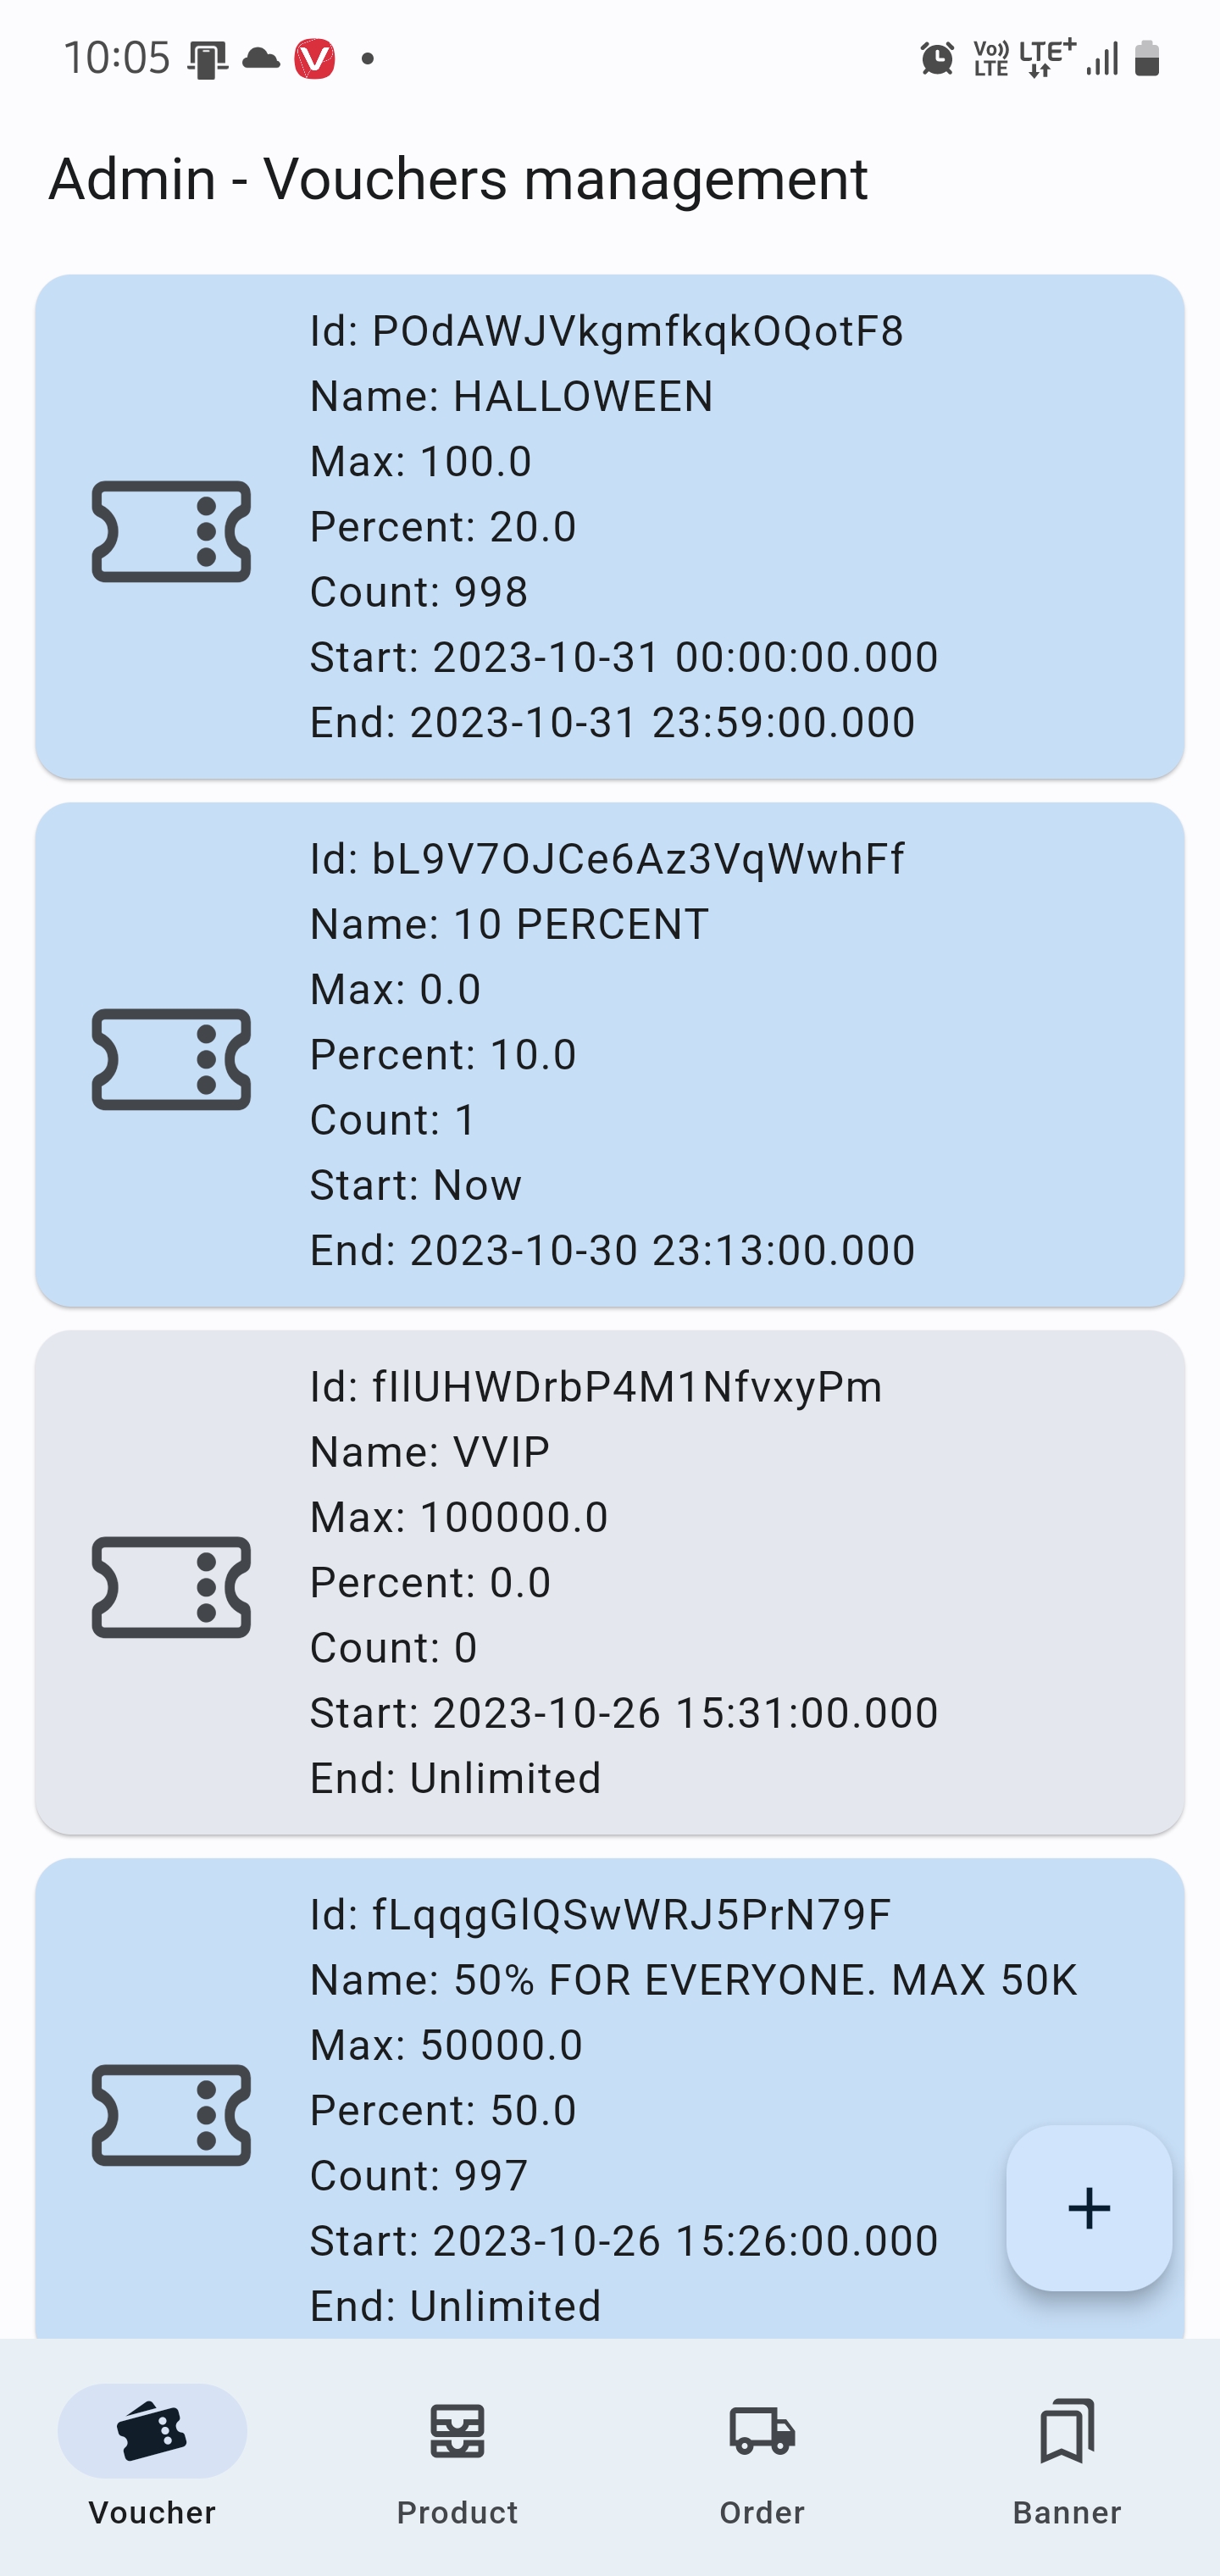 10:05
Vo)) LTE LTE+
Admin - Vouchers management
Id: POdAWJVkgmfkqkOQotF8
Name: HALLOWEEN
Max: 100.0
Percent: 20.0
Count: 998
Start: 2023-10-31 00:00:00.000
End: 2023-10-31 23:59:00.000
Id: bL9V7OJCe6Az3VqWwhFf
Name: 10 PERCENT
Max: 0.0
Percent: 10.0
Count: 1
Start: Now
End: 2023-10-30 23:13:00.000
Id: fIlUHWDrbP4M1NfvxyPm
Name: VVIP
Max: 100000.0
Percent: 0.0
Count: 0
Start: 2023-10-26 15:31:00.000
End: Unlimited
Id: fLqqgGlQSwWRJ5PrN79F
Name: 50% FOR EVERYONE. MAX 50K
Max: 50000.0
Percent: 50.0
Count: 997
Start: 2023-10-26 15:26:00.000
End: Unlimited
Voucher
Product
Order
Banner